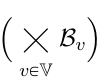 $\left( \bigtimes_{v \in \mathbb{V}} \mathcal{B}_v \right)$